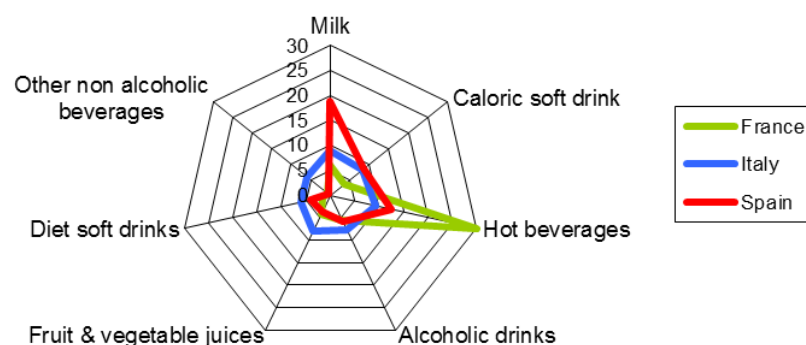 Milk
30
25
20
15
10
5
0
Caloric soft drink
Hot beverages
Alcoholic drinks
Fruit & vegetable juices
Diet soft drinks
Other non alcoholic
beverages
France
Italy
Spain